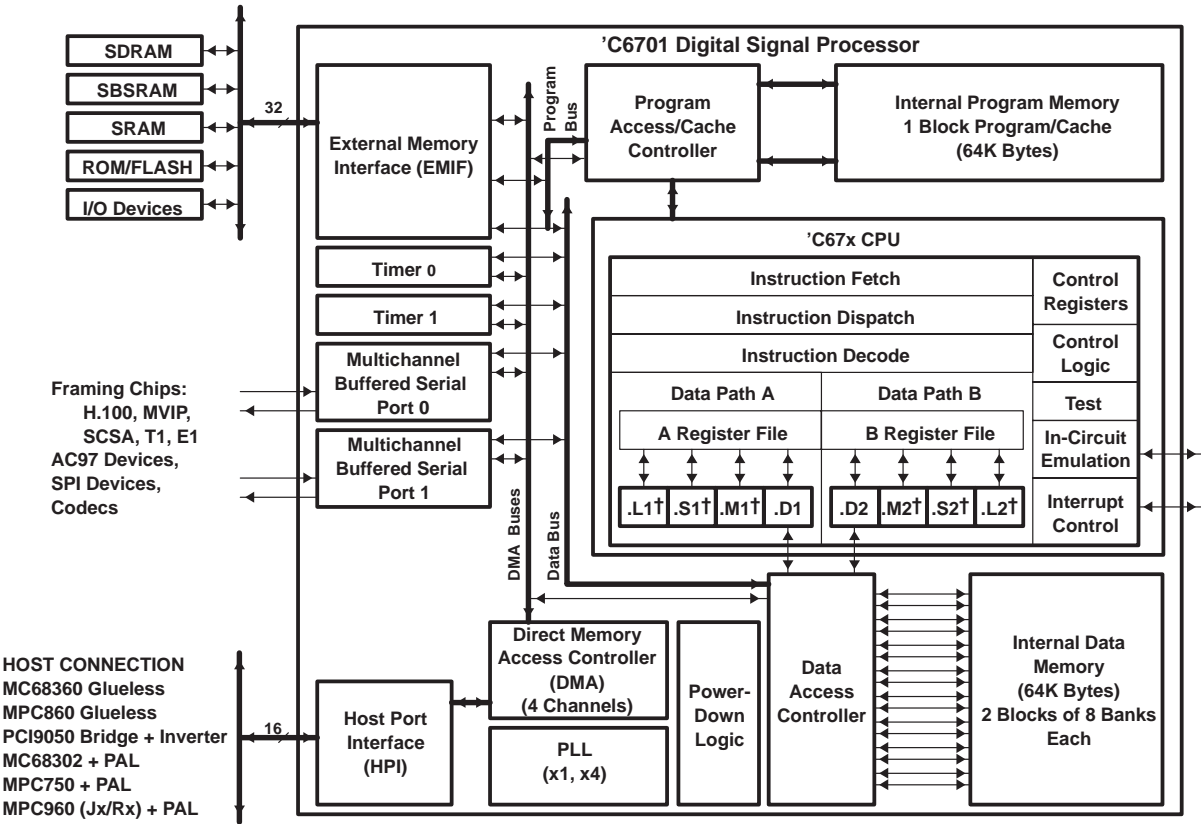 'C6701 Digital Signal Processor
SDRAM
SBSRAM
SRAM
ROM/FLASH
I/O Devices
32
External Memory
Interface (EMIF)
Program
Bus
Program
Access/Cache
Controller
Internal Program Memory
1 Block Program/Cache
(64K Bytes)
Timer 0
Timer 1
Multichannel
Buffered Serial
Port 0
Multichannel
Buffered Serial
Port 1
Framing Chips:
H.100, MVIP,
SCSA, T1, E1
AC97 Devices,
SPI Devices,
Codecs
DMA Buses
Data Bus
'C67x CPU
Instruction Fetch
Instruction Dispatch
Instruction Decode
Control
Registers
Control
Logic
Test
In-Circuit
Emulation
Interrupt
Control
Data Path A
Data Path B
A Register File
B Register File
.L1† .S1† .M1† .D1
.D2 .M2† .S2† .L2†
HOST CONNECTION
MC68360 Glueless
MPC860 Glueless
PCI9050 Bridge + Inverter
MC68302 + PAL
MPC750 + PAL
MPC960 (Jx/Rx) + PAL
16
Host Port
Interface
(HPI)
Direct Memory
Access Controller
(DMA)
(4 Channels)
PLL
(x1, x4)
Power-
Down
Logic
Data
Access
Controller
Internal Data
Memory
(64K Bytes)
2 Blocks of 8 Banks
Each